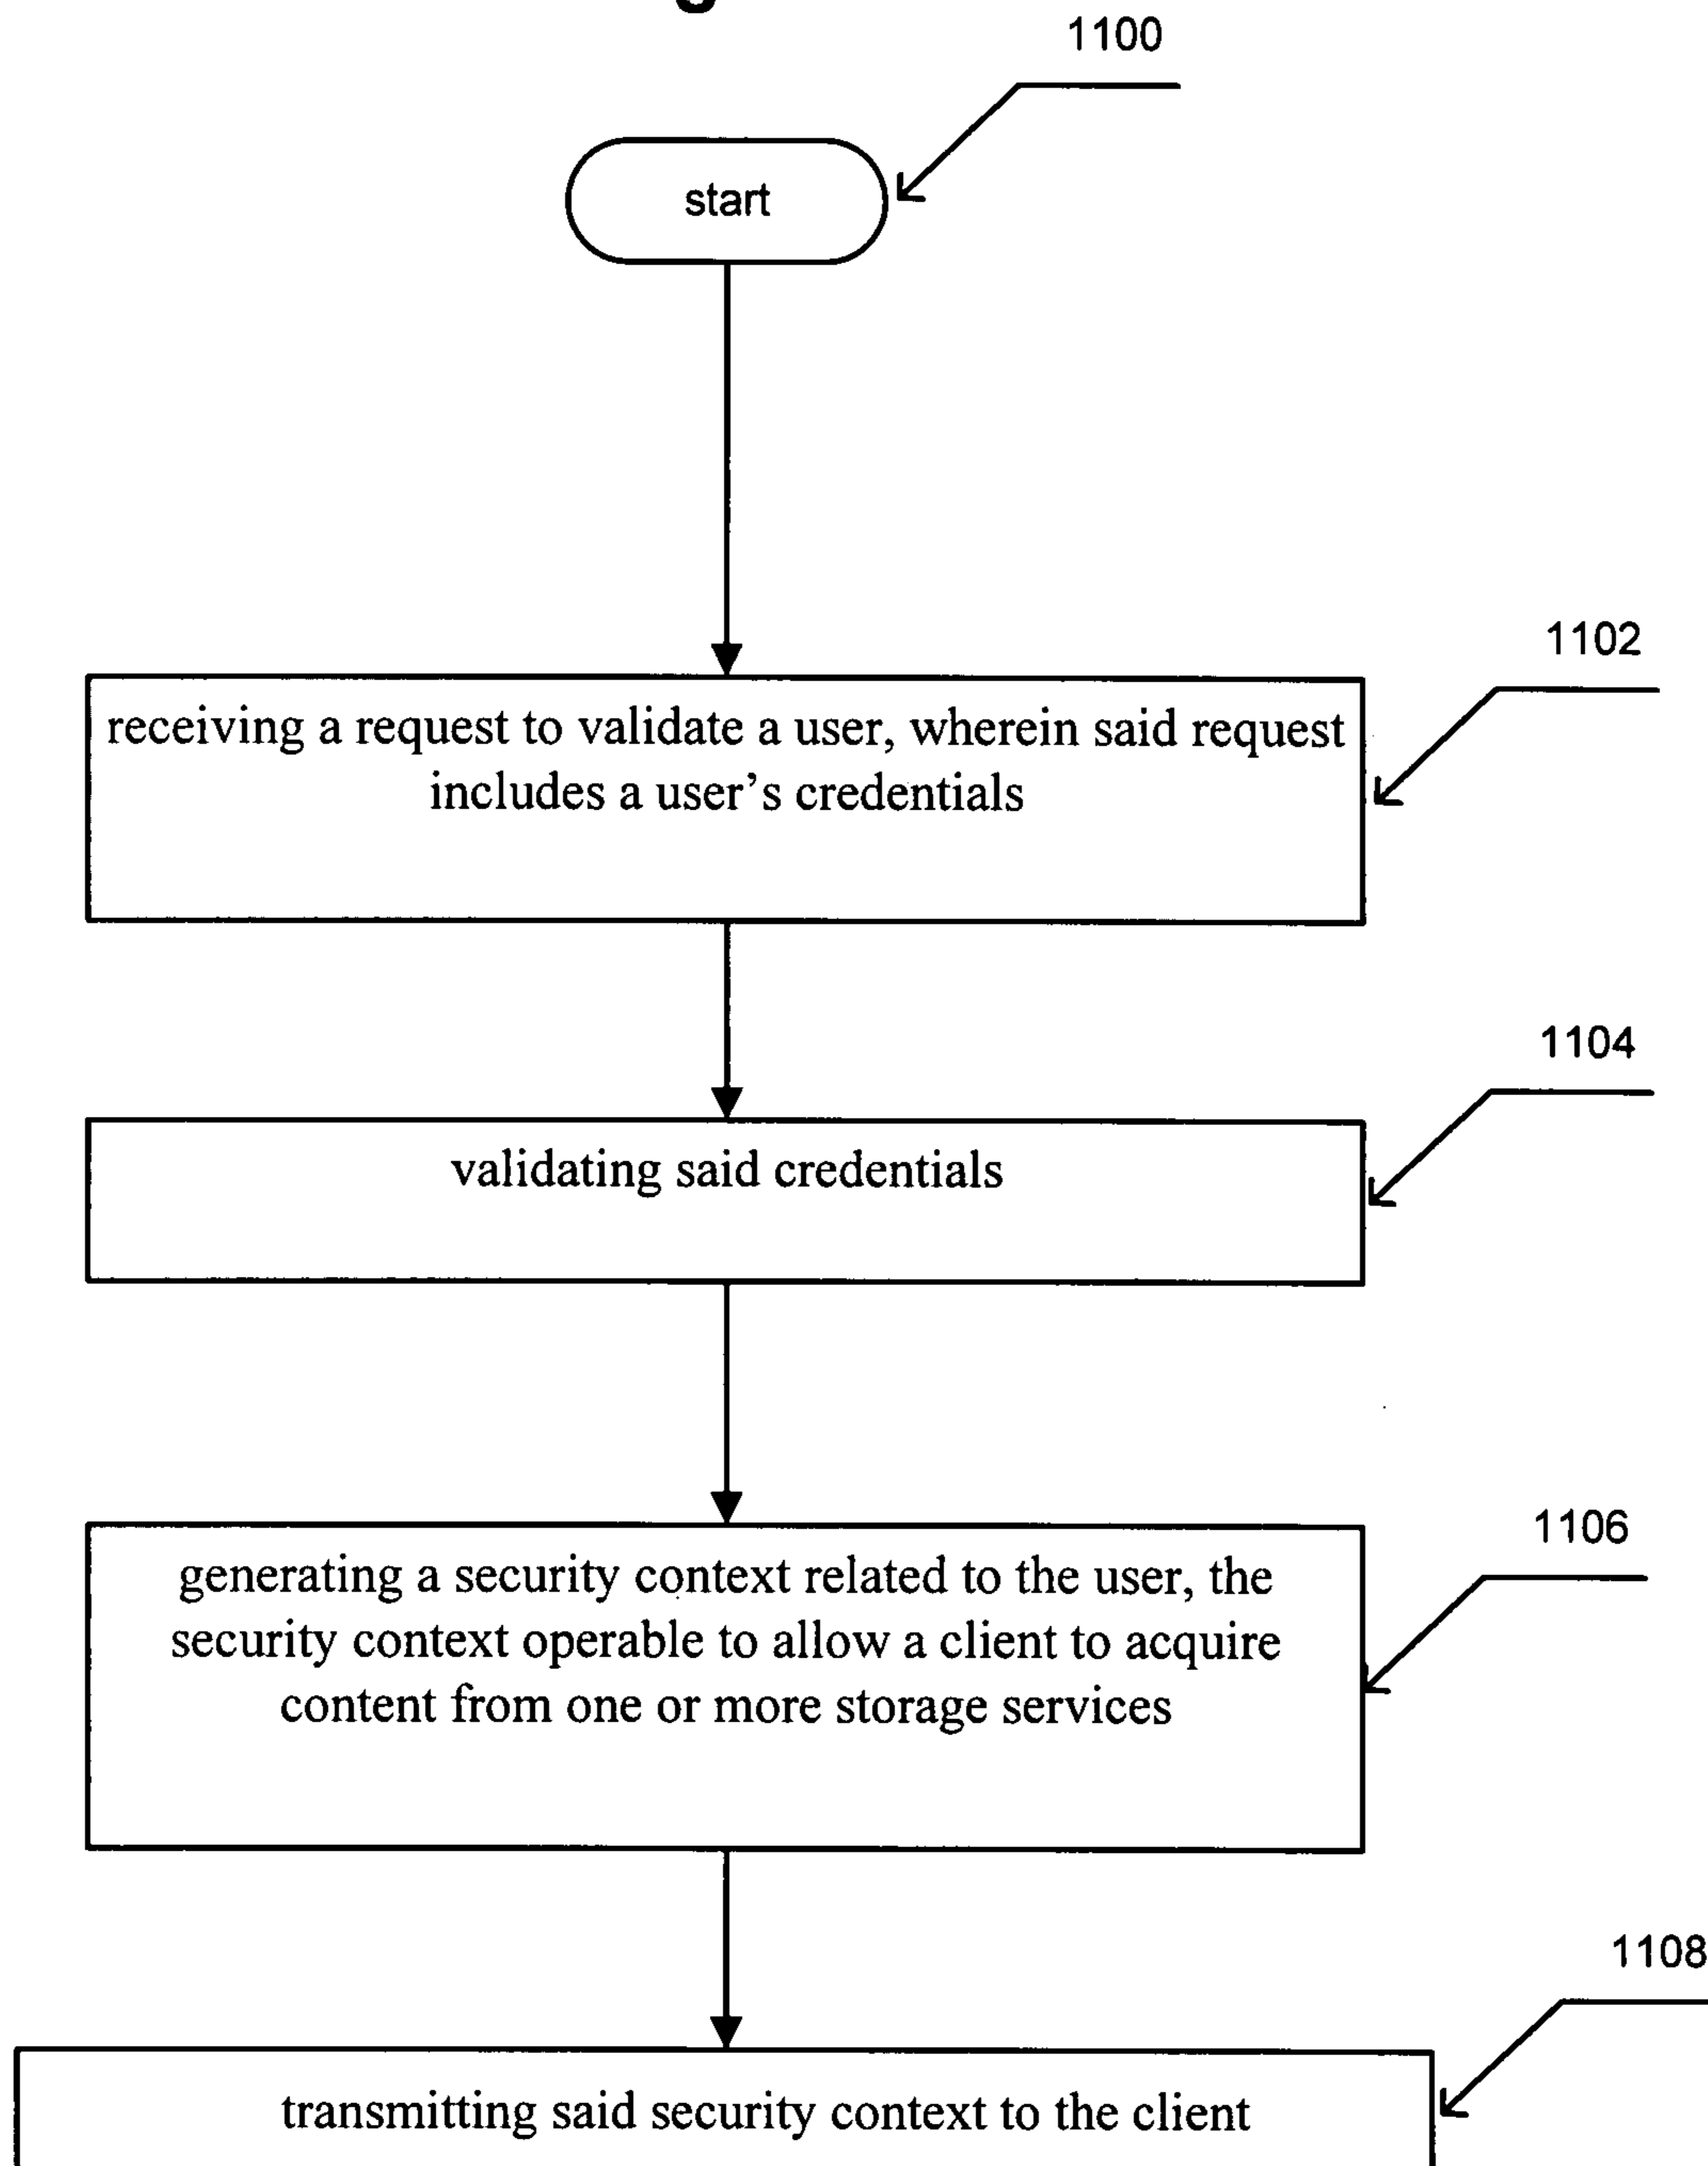 1100
start
1102
receiving a request to validate a user, wherein said request
includes a user's credentials
1104
validating said credentials
1106
generating a security context related to the user, the
security context operable to allow a client to acquire
content from one or more storage services
1108
transmitting said security context to the client